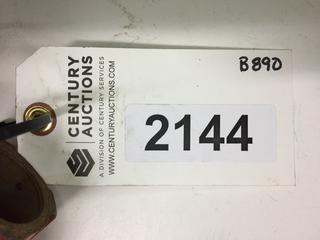 CENTURY
AUCTIONS
A DIVISION OF CENTURY SERVICES
WWW.CENTURYAUCTIONS.COM
B890
2144